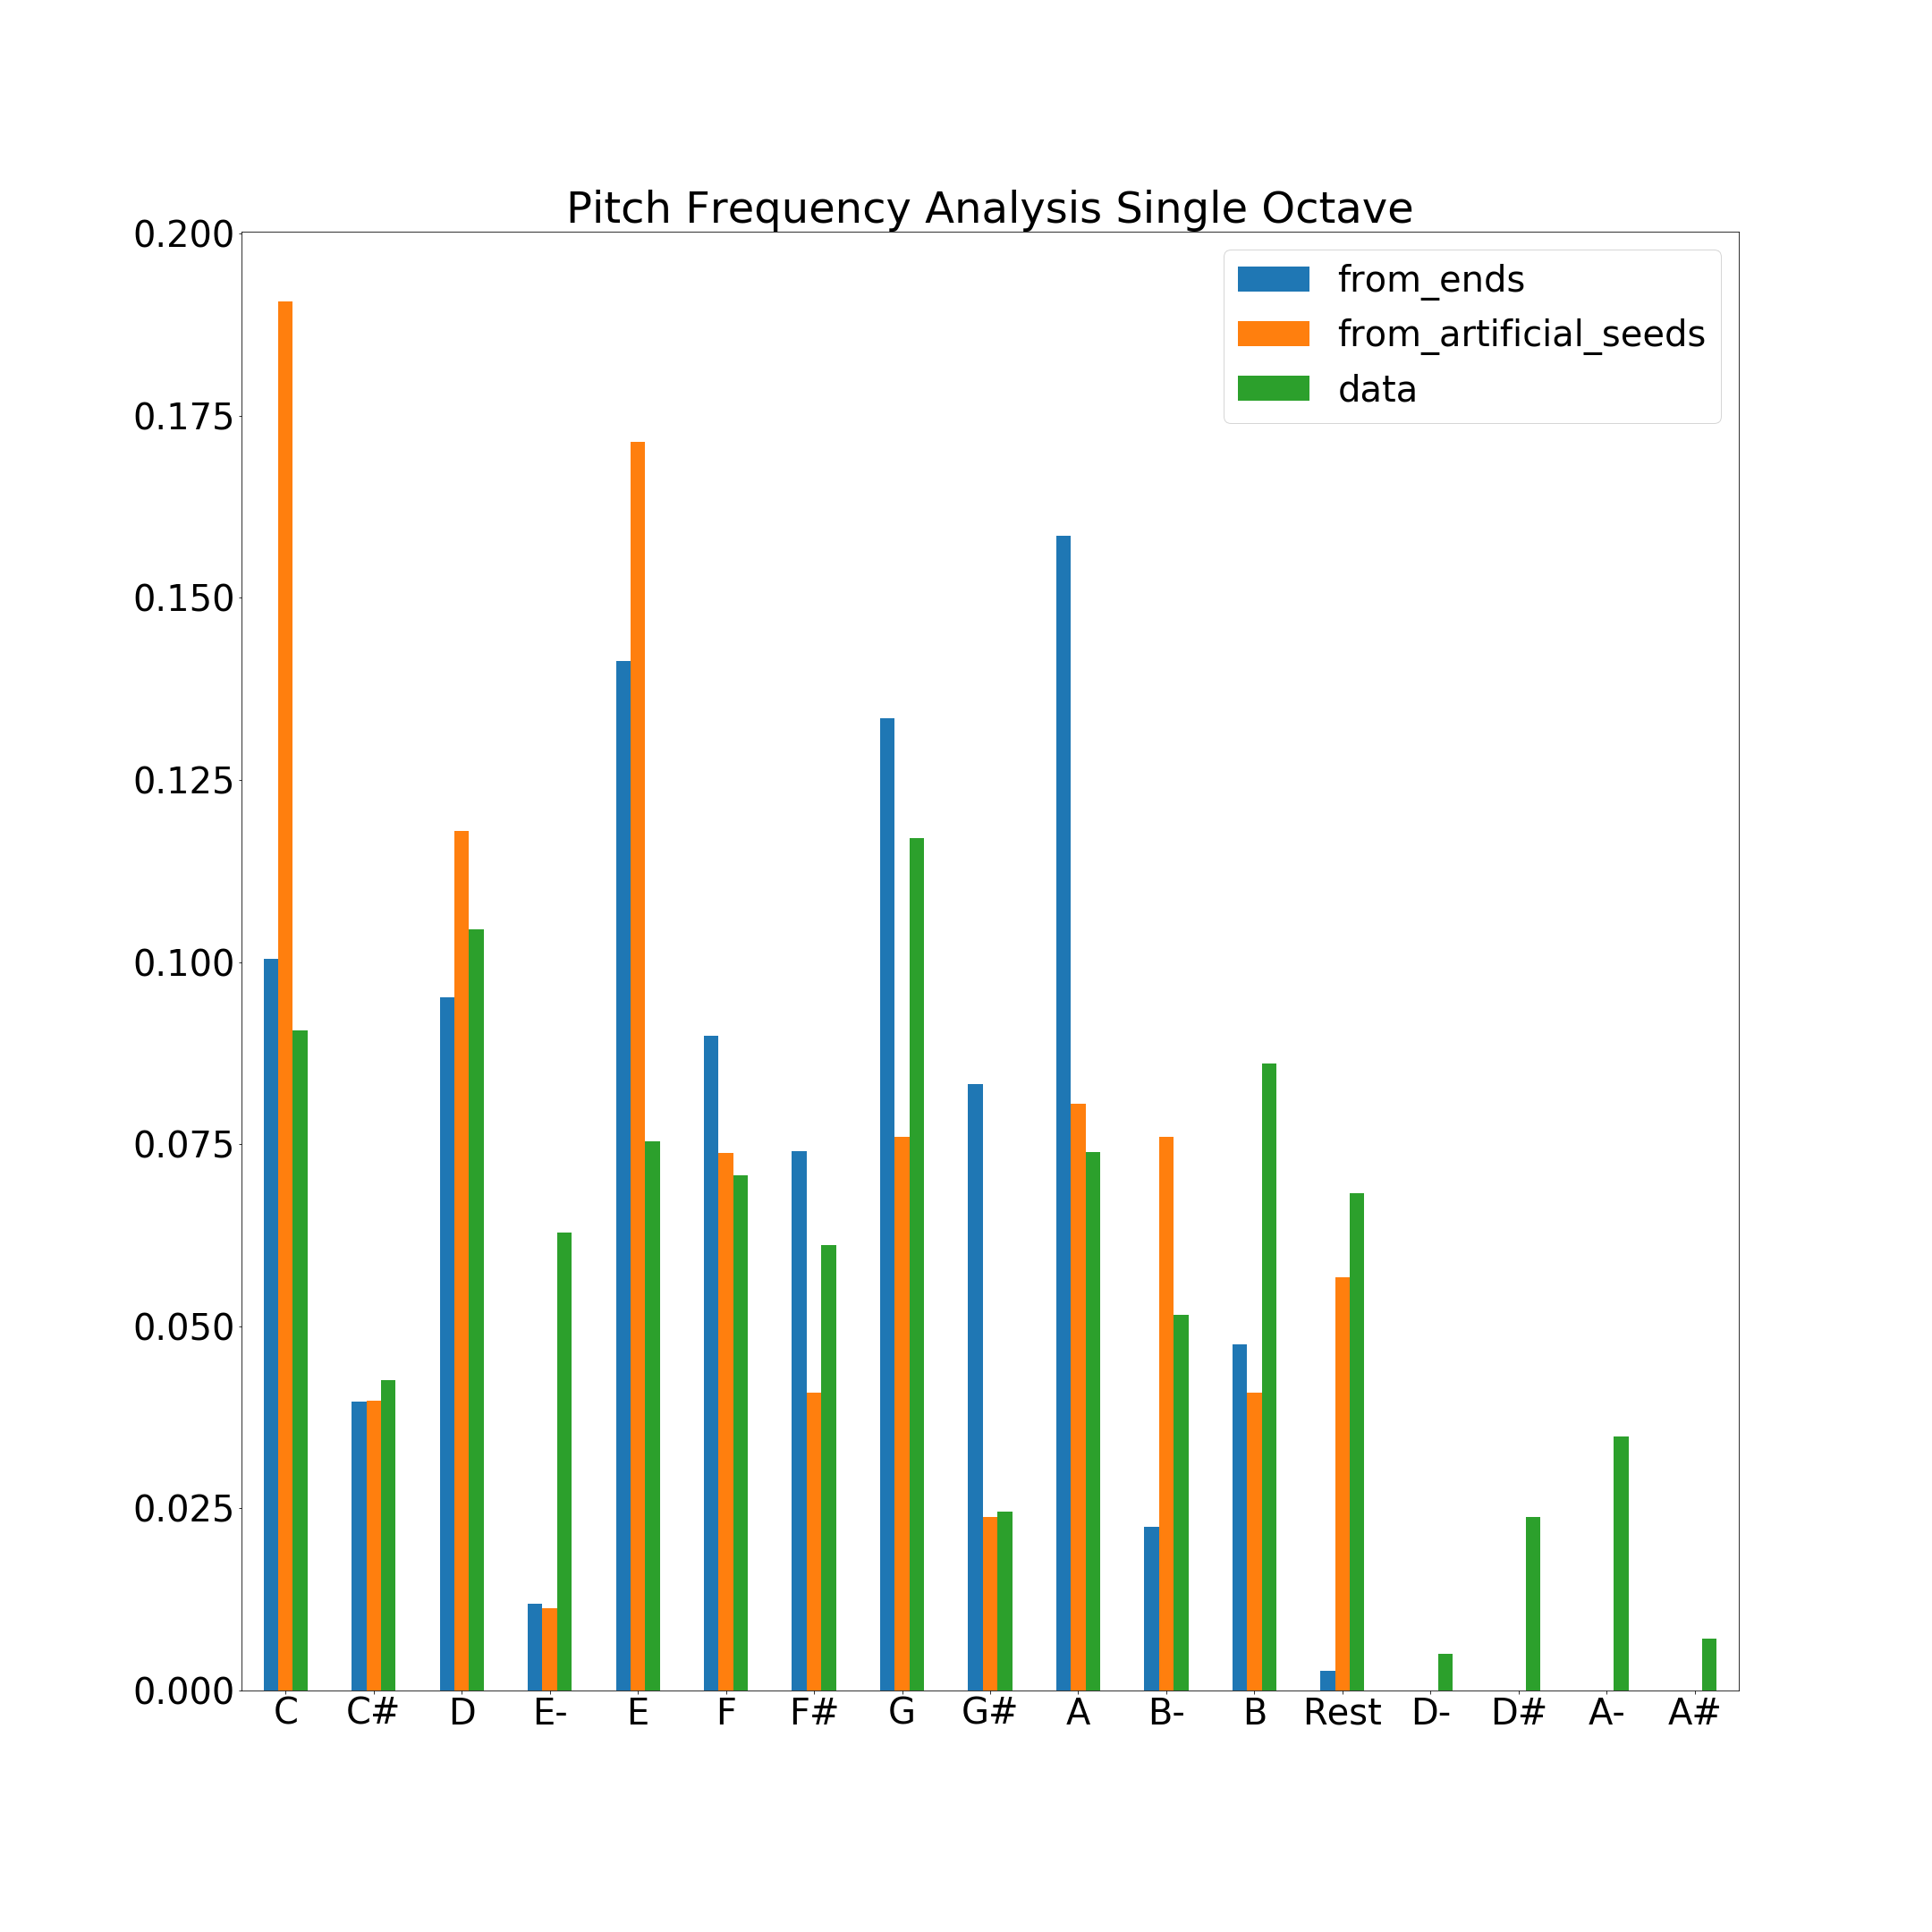 Pitch Frequency Analysis Single Octave
from_ends
from_artificial_seeds
data
0.200
0.175
0.150
0.125
0.100
0.075
0.050
0.025
0.000
C C# D E- E F F# G G# A B- B Rest D- D# A- A#